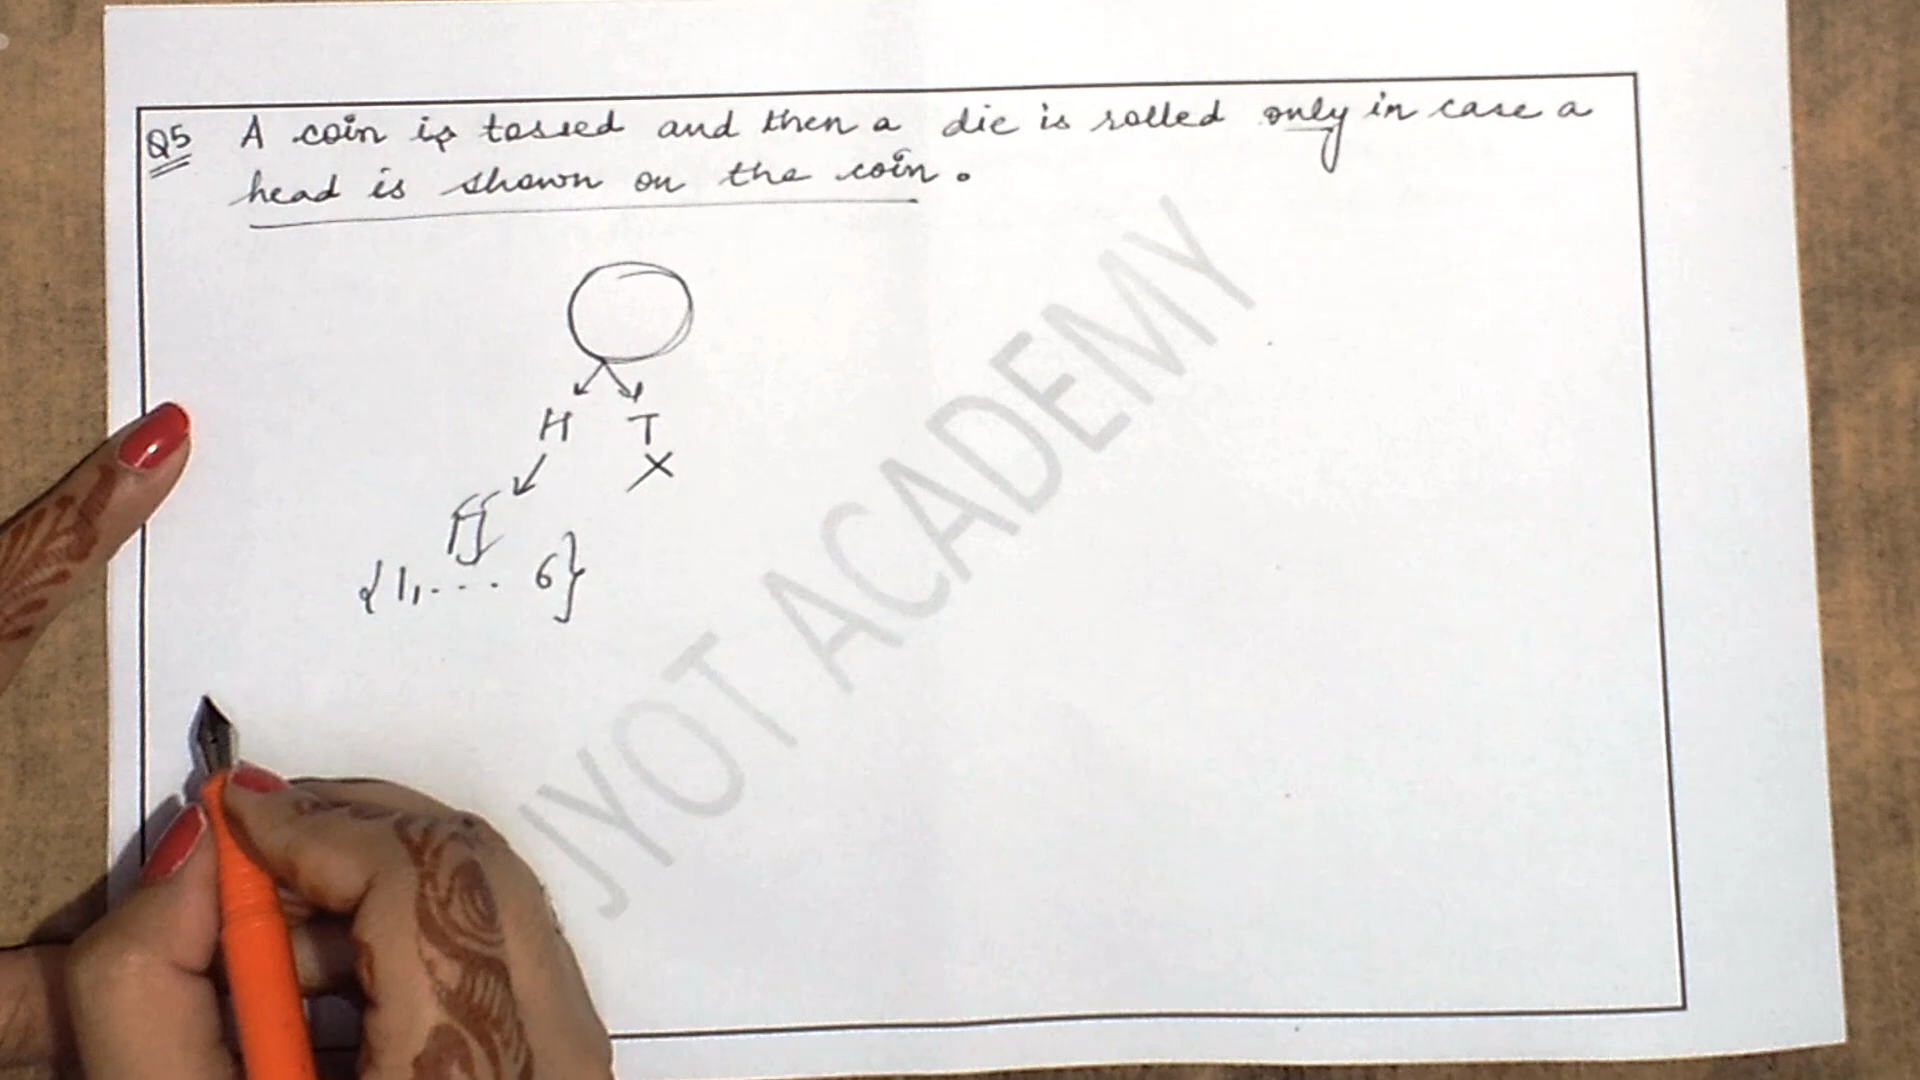 Q5 A coin is tossed and then a die is rolled only in case a
head is shown on the coin.
H T
X
{1, . . . 6}
JYOT ACADEMY